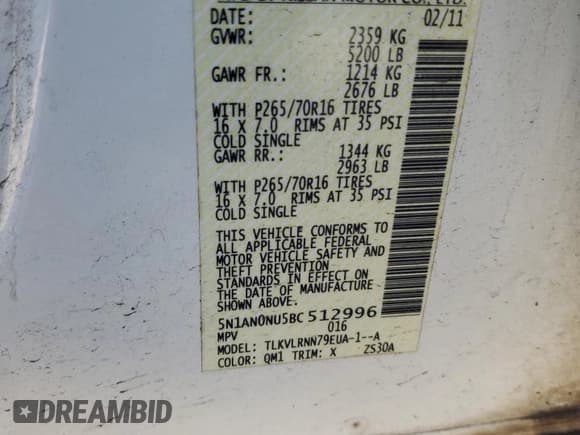 MOTOR CO., LTD.
DATE: 02/11
GVWR: 2359 KG
5200 LB
GAWR FR.: 1214 KG
2676 LB
WITH P265/70R16 TIRES
16 X 7.0 RIMS AT 35 PSI
COLD SINGLE
GAWR RR.: 1344 KG
2963 LB
WITH P265/70R16 TIRES
16 X 7.0 RIMS AT 35 PSI
COLD SINGLE
THIS VEHICLE CONFORMS TO
ALL APPLICABLE FEDERAL
MOTOR VEHICLE SAFETY AND
THEFT PREVENTION
STANDARDS IN EFFECT ON
THE DATE OF MANUFACTURE
SHOWN ABOVE.
5N1AN0NU5BC512996
MPV 016
MODEL: TLKVLRNN79EUA-1--A
COLOR: QM1 TRIM: X ZS30A
DREAMBID